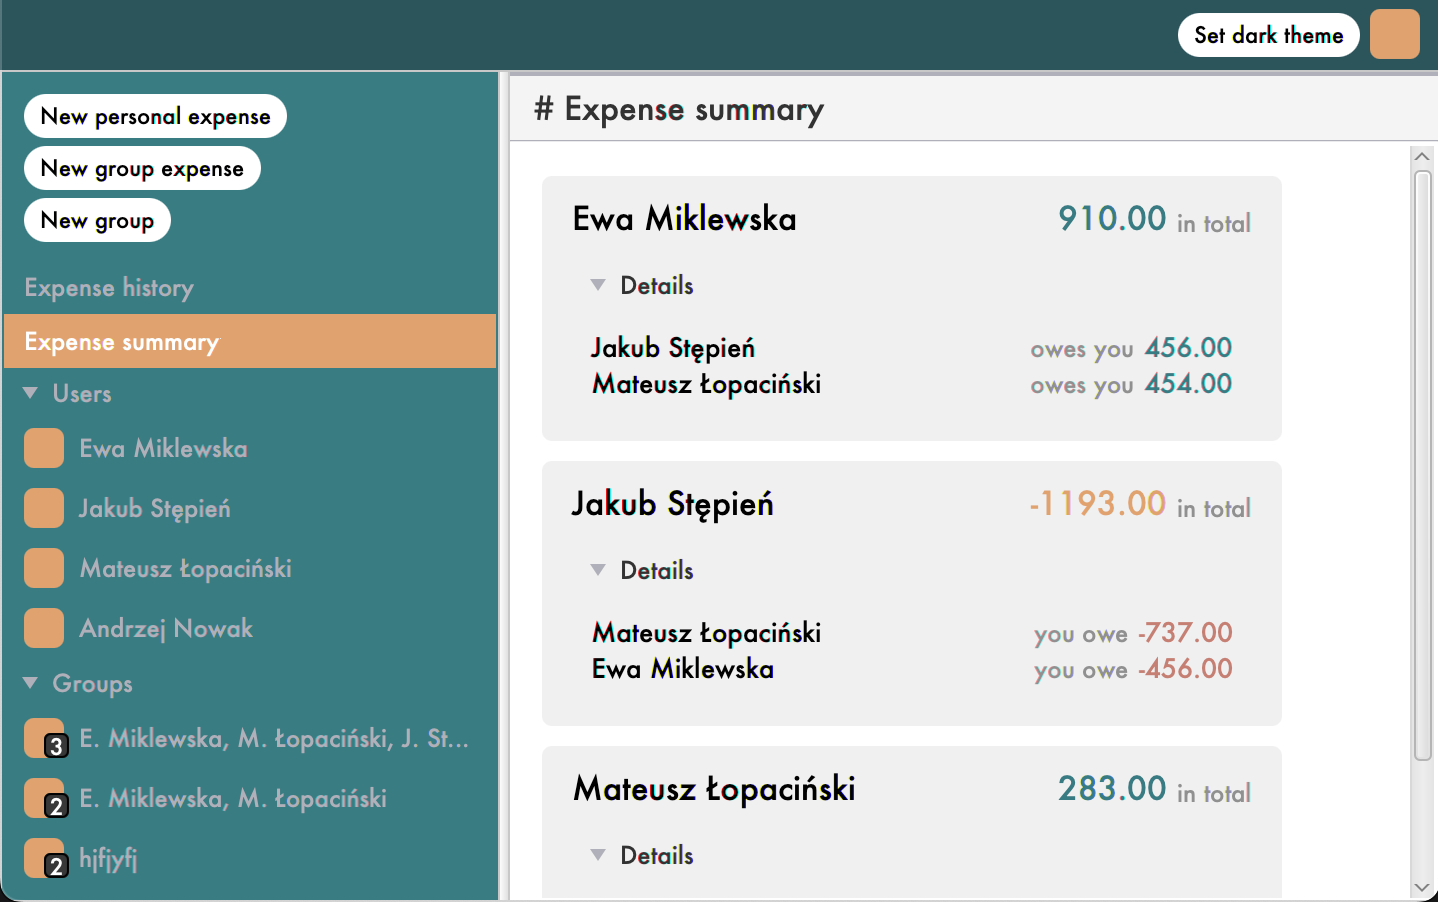 Set dark theme
New personal expense
New group expense
New group
Expense history
Expense summary
Users
Ewa Miklewska
Jakub Stępień
Mateusz Łopaciński
Andrzej Nowak
Groups
3 E. Miklewska, M. Łopaciński, J. St...
2 E. Miklewska, M. Łopaciński
2 hjfjyfj
# Expense summary
Ewa Miklewska 910.00 in total
Details
Jakub Stępień owes you 456.00
Mateusz Łopaciński owes you 454.00
Jakub Stępień -1193.00 in total
Details
Mateusz Łopaciński you owe -737.00
Ewa Miklewska you owe -456.00
Mateusz Łopaciński 283.00 in total
Details